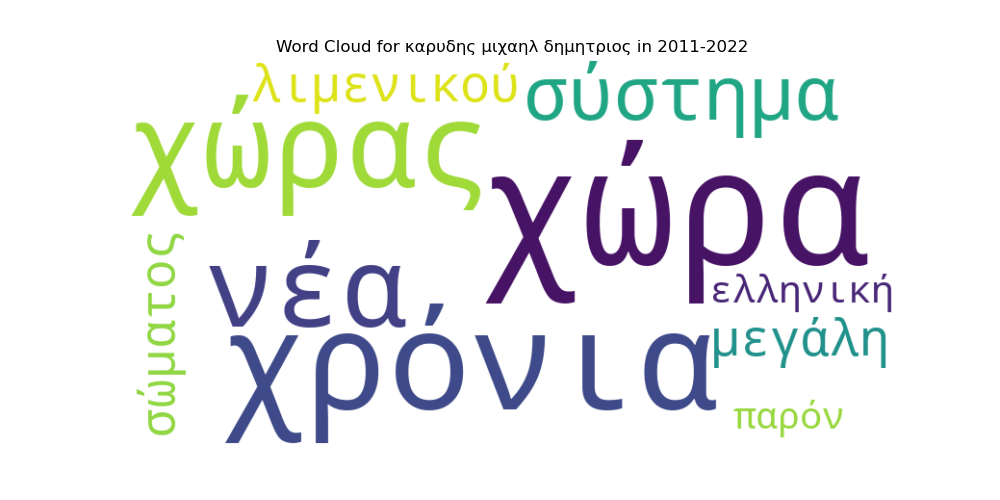 Word Cloud for καρυδης μιχαηλ δημητριος in 2011-2022
λιμενικού
σύστημα
χώρας
χώρα
νέα
σώματος
ελληνική
χρόνια
μεγάλη
παρόν